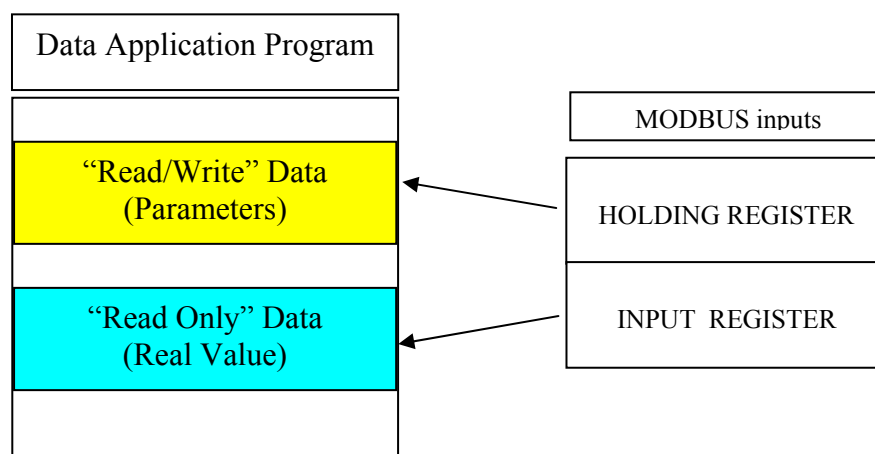 Data Application Program
MODBUS inputs
“Read/Write” Data
(Parameters)
HOLDING REGISTER
“Read Only” Data
(Real Value)
INPUT REGISTER